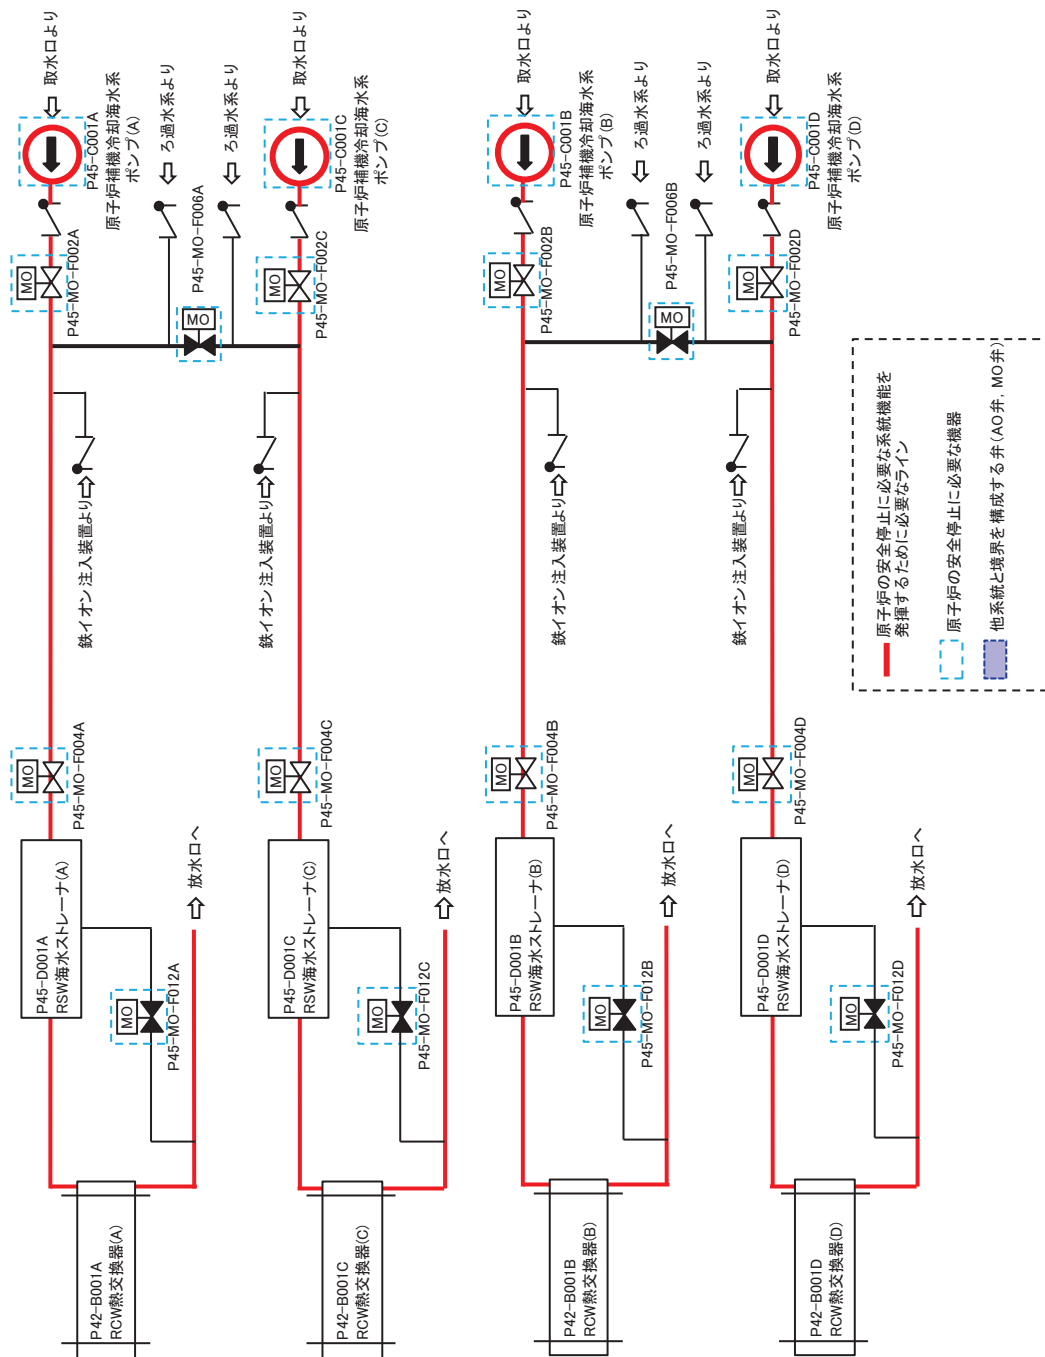 取水口より
P45-C001A
原子炉補機冷却海水系
ポンプ(A)
ろ過水系より
ろ過水系より
MO
P45-MO-F002A
P45-MO-F006A
MO
取水口より
P45-C001C
原子炉補機冷却海水系
ポンプ(C)
MO
P45-MO-F002C
鉄イオン注入装置より
鉄イオン注入装置より
MO
P45-MO-F004A
MO
P45-MO-F004C
P45-D001A
RSW海水ストレーナ(A)
放水口へ
MO
P45-MO-F012A
P42-B001A
RCW熱交換器(A)
P45-D001C
RSW海水ストレーナ(C)
放水口へ
MO
P45-MO-F012C
P42-B001C
RCW熱交換器(C)
取水口より
P45-C001B
原子炉補機冷却海水系
ポンプ(B)
ろ過水系より
ろ過水系より
MO
P45-MO-F002B
P45-MO-F006B
MO
取水口より
P45-C001D
原子炉補機冷却海水系
ポンプ(D)
MO
P45-MO-F002D
鉄イオン注入装置より
鉄イオン注入装置より
MO
P45-MO-F004B
MO
P45-MO-F004D
P45-D001B
RSW海水ストレーナ(B)
放水口へ
MO
P45-MO-F012B
P42-B001B
RCW熱交換器(B)
P45-D001D
RSW海水ストレーナ(D)
放水口へ
MO
P45-MO-F012D
P42-B001D
RCW熱交換器(D)
原子炉の安全停止に必要な系統機能を
発揮するために必要なライン
原子炉の安全停止に必要な機器
他系統と境界を構成する弁(AO弁, MO弁)